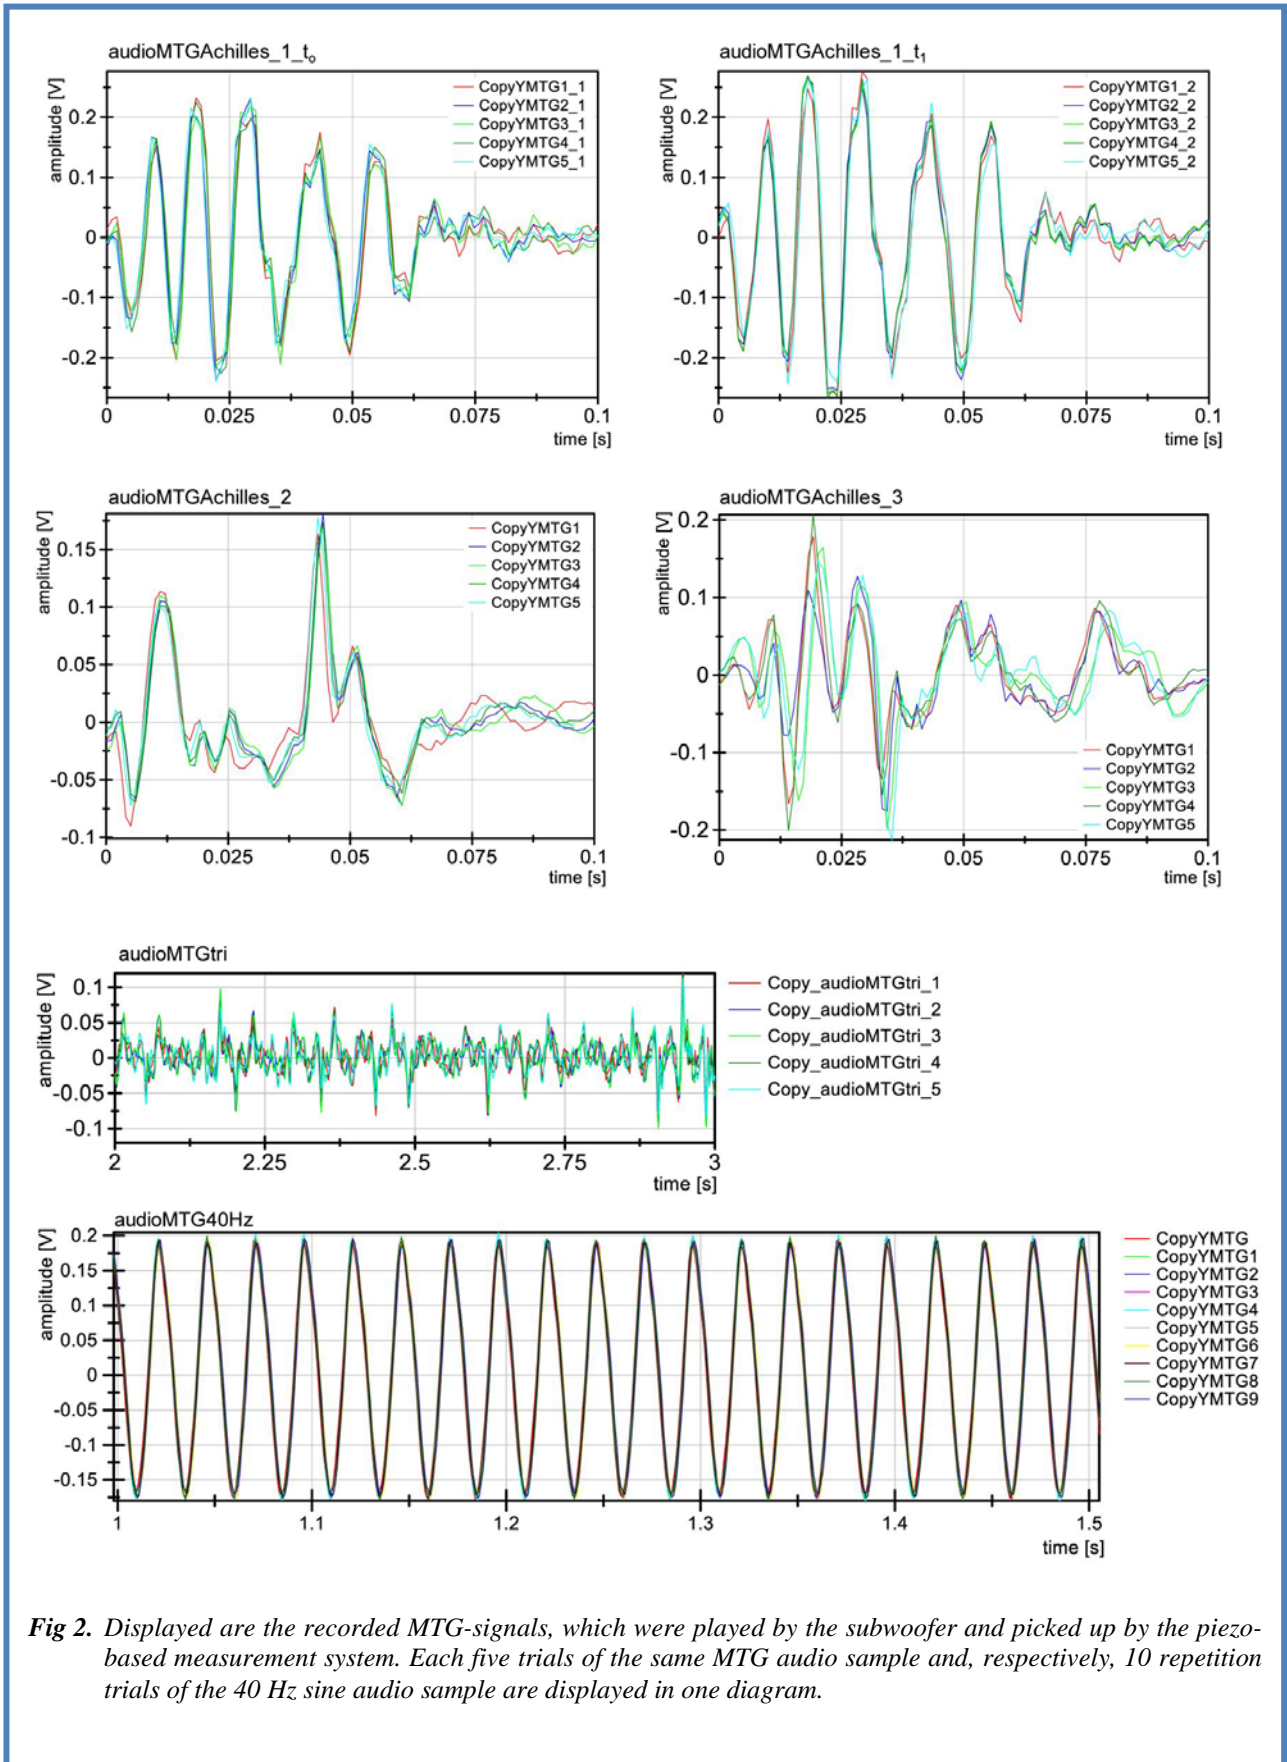 audioMTGAchilles_1_to
amplitude [V]
0.2
0.1
0
-0.1
-0.2
CopyYMTG1_1
CopyYMTG2_1
CopyYMTG3_1
CopyYMTG4_1
CopyYMTG5_1
0 0.025 0.05 0.075 0.1
time [s]
audioMTGAchilles_1_t1
amplitude [V]
0.2
0.1
0
-0.1
-0.2
CopyYMTG1_2
CopyYMTG2_2
CopyYMTG3_2
CopyYMTG4_2
CopyYMTG5_2
0 0.025 0.05 0.075 0.1
time [s]
audioMTGAchilles_2
amplitude [V]
0.15
0.1
0.05
0
-0.05
-0.1
CopyYMTG1
CopyYMTG2
CopyYMTG3
CopyYMTG4
CopyYMTG5
0 0.025 0.05 0.075 0.1
time [s]
audioMTGAchilles_3
amplitude [V]
0.2
0.1
0
-0.1
-0.2
CopyYMTG1
CopyYMTG2
CopyYMTG3
CopyYMTG4
CopyYMTG5
0 0.025 0.05 0.075 0.1
time [s]
audioMTGtri
amplitude [V]
0.1
0.05
0
-0.05
-0.1
Copy_audioMTGtri_1
Copy_audioMTGtri_2
Copy_audioMTGtri_3
Copy_audioMTGtri_4
Copy_audioMTGtri_5
2 2.25 2.5 2.75 3
time [s]
audioMTG40Hz
amplitude [V]
0.2
0.15
0.1
0.05
0
-0.05
-0.1
-0.15
CopyYMTG
CopyYMTG1
CopyYMTG2
CopyYMTG3
CopyYMTG4
CopyYMTG5
CopyYMTG6
CopyYMTG7
CopyYMTG8
CopyYMTG9
1 1.1 1.2 1.3 1.4 1.5
time [s]
Fig 2. Displayed are the recorded MTG-signals, which were played by the subwoofer and picked up by the piezo-
based measurement system. Each five trials of the same MTG audio sample and, respectively, 10 repetition
trials of the 40 Hz sine audio sample are displayed in one diagram.